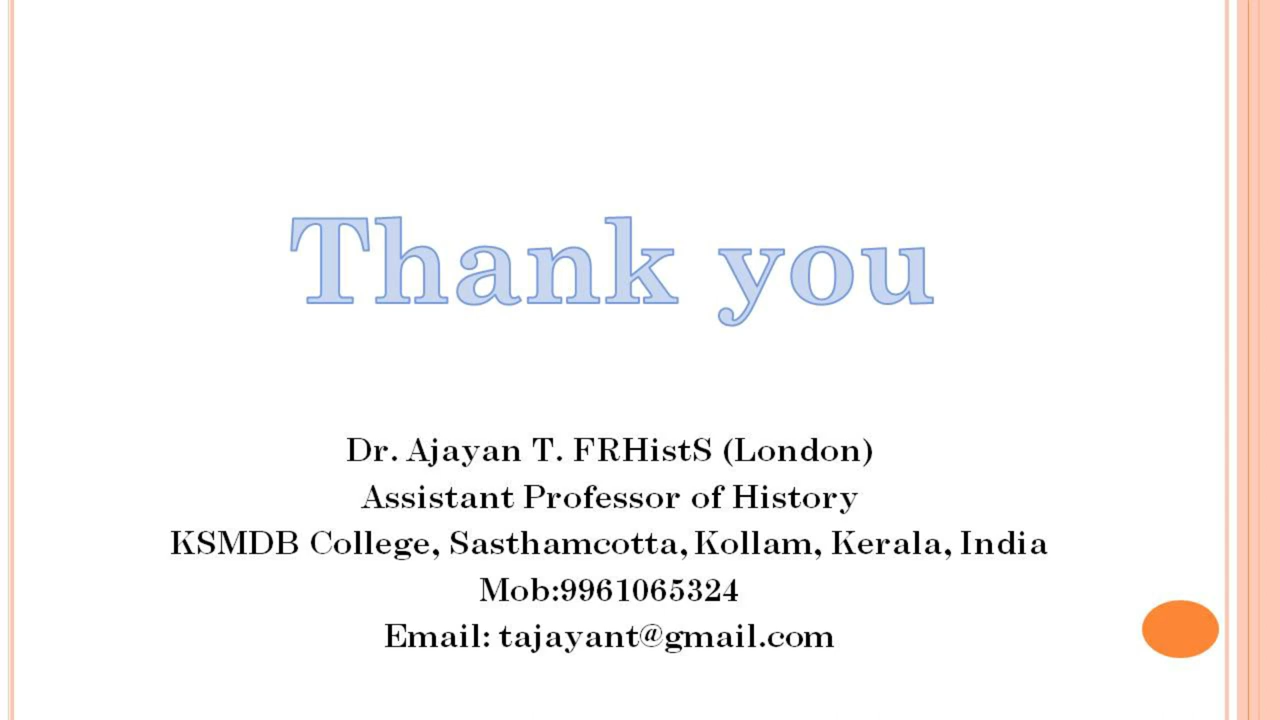 Thank you
Dr. Ajayan T. FRHistS (London)
Assistant Professor of History
KSMDB College, Sasthamcotta, Kollam, Kerala, India
Mob:9961065324
Email: tajayant@gmail.com